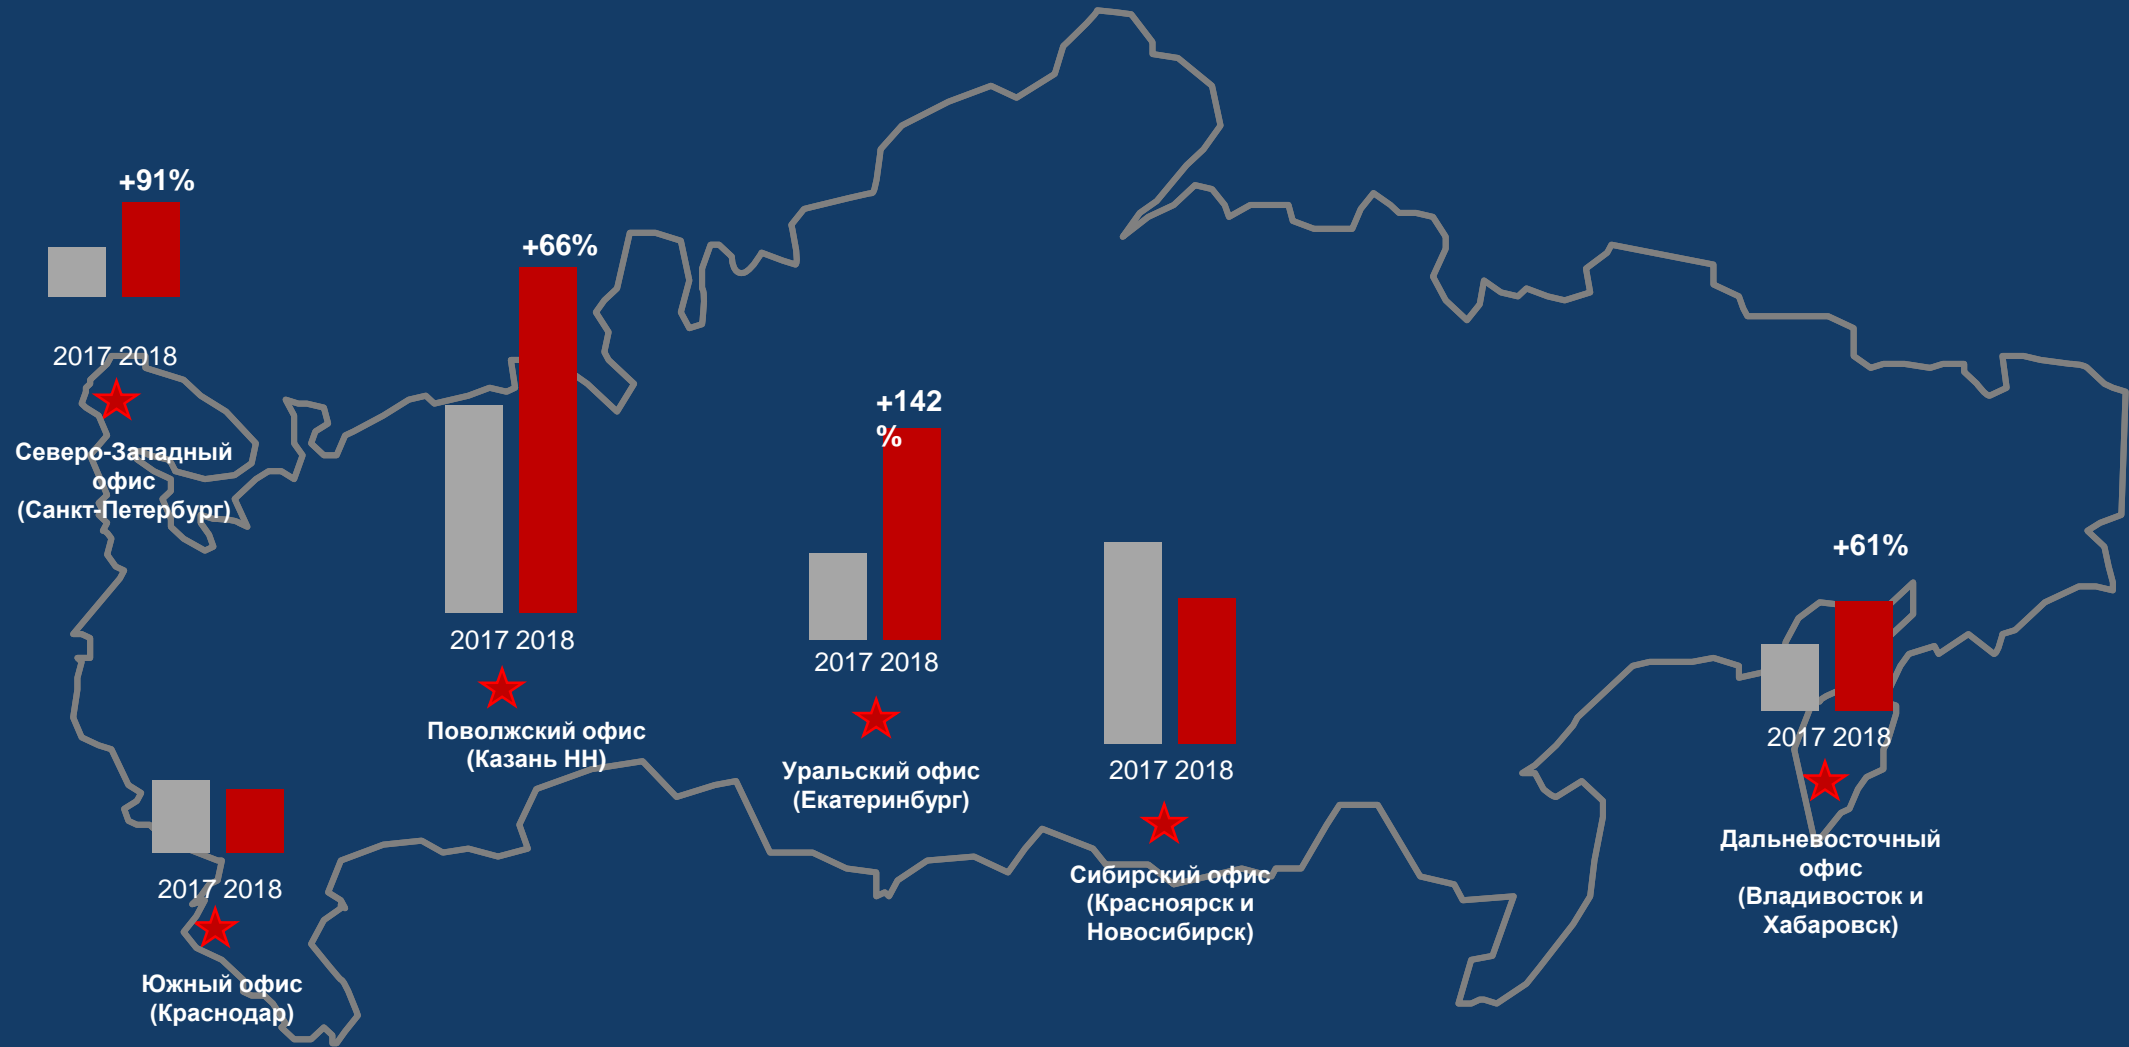 +91%
2017 2018
Северо-Западный
офис
(Санкт-Петербург)
+66%
2017 2018
Поволжский офис
(Казань НН)
+142
%
2017 2018
Уральский офис
(Екатеринбург)
2017 2018
Сибирский офис
(Красноярск и
Новосибирск)
+61%
2017 2018
Дальневосточный
офис
(Владивосток и
Хабаровск)
2017 2018
Южный офис
(Краснодар)